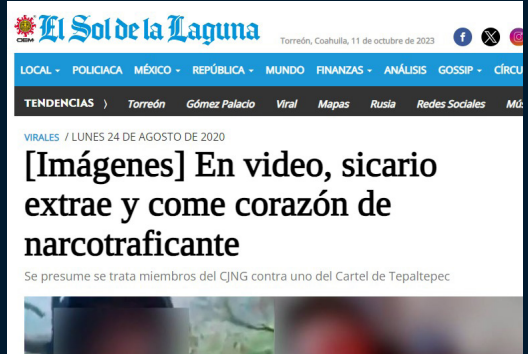 OEM El Sol de la Laguna Torreón, Coahuila, 11 de octubre de 2023
LOCAL POLICIACA MÉXICO REPÚBLICA MUNDO FINANZAS ANÁLISIS GOSSIP CÍRCU
TENDENCIAS ) Torreón Gómez Palacio Viral Mapas Rusia Redes Sociales Mús
VIRALES / LUNES 24 DE AGOSTO DE 2020
[Imágenes] En video, sicario
extrae y come corazón de
narcotraficante
Se presume se trata miembros del CJNG contra uno del Cartel de Tepaltepec